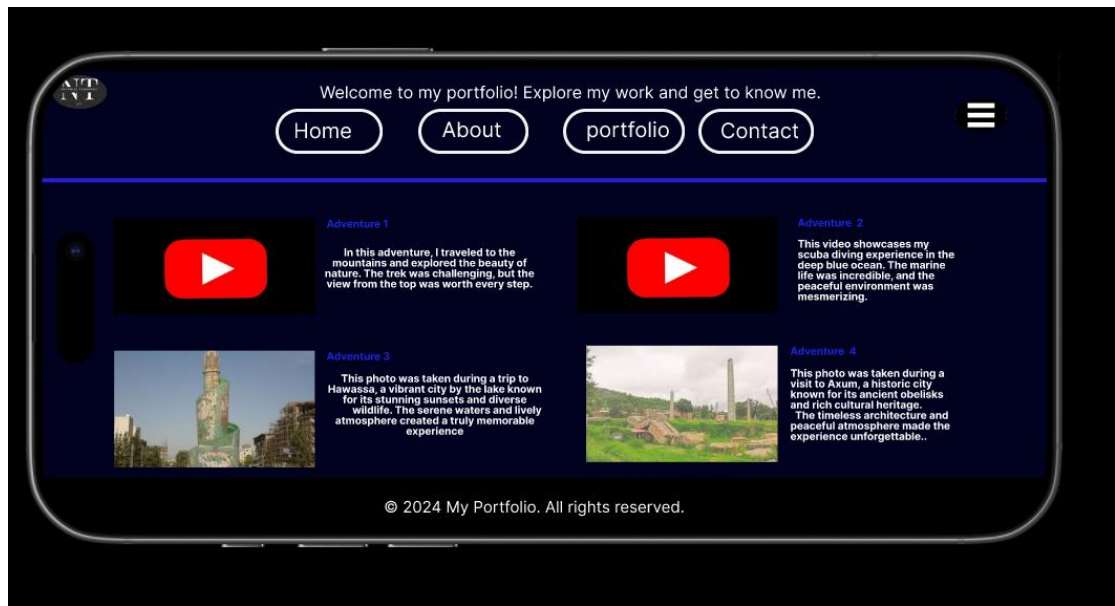 NT
Welcome to my portfolio! Explore my work and get to know me.
Home
About
portfolio
Contact
Adventure 1
In this adventure, I traveled to the
mountains and explored the beauty of
nature. The trek was challenging, but the
view from the top was worth every step.
Adventure 2
This video showcases my
scuba diving experience in the
deep blue ocean. The marine
life was incredible, and the
peaceful environment was
mesmerizing.
Adventure 3
This photo was taken during a trip to
Hawassa, a vibrant city by the lake known
for its stunning sunsets and diverse
wildlife. The serene waters and lively
atmosphere created a truly memorable
experience
Adventure 4
This photo was taken during a
visit to Axum, a historic city
known for its ancient obelisks
and rich cultural heritage.
The timeless architecture and
peaceful atmosphere made the
experience unforgettable..
© 2024 My Portfolio. All rights reserved.